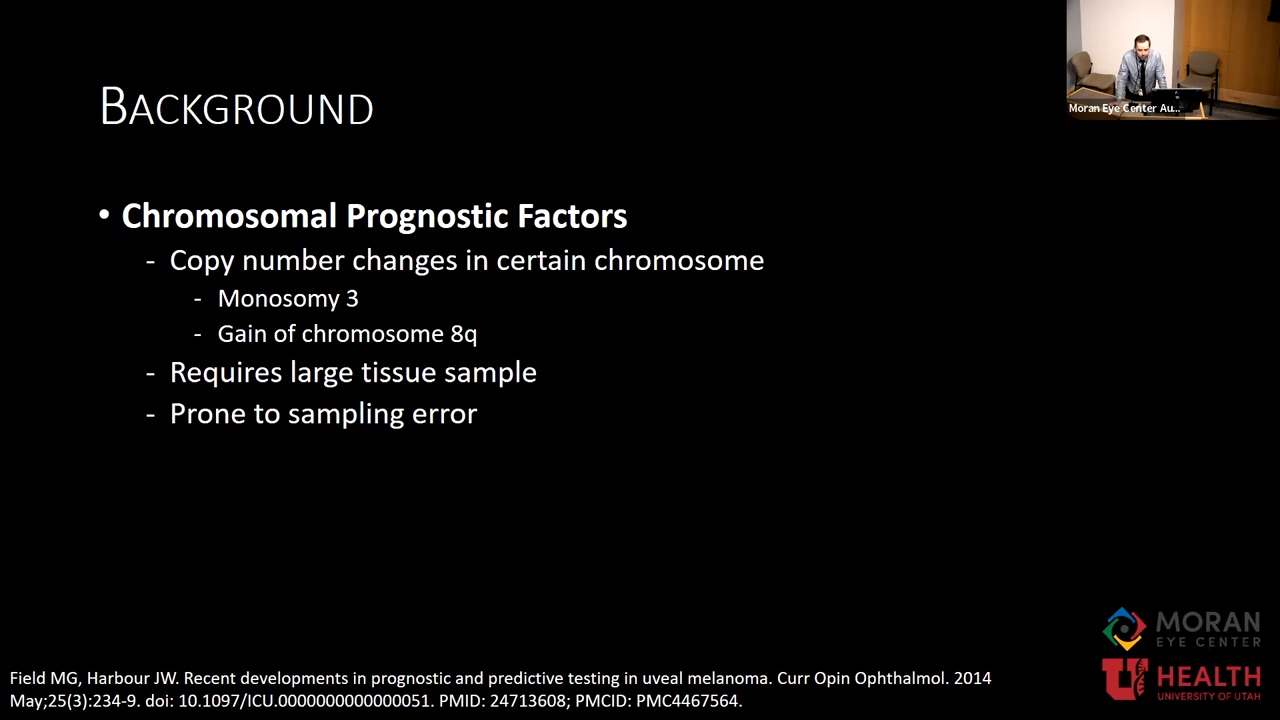 Moran Eye Center Au...
BACKGROUND
• Chromosomal Prognostic Factors
- Copy number changes in certain chromosome
- Monosomy 3
- Gain of chromosome 8q
- Requires large tissue sample
- Prone to sampling error
MORAN
EYE CENTER
U HEALTH
UNIVERSITY OF UTAH
Field MG, Harbour JW. Recent developments in prognostic and predictive testing in uveal melanoma. Curr Opin Ophthalmol. 2014
May;25(3):234-9. doi: 10.1097/ICU.0000000000000051. PMID: 24713608; PMCID: PMC4467564.